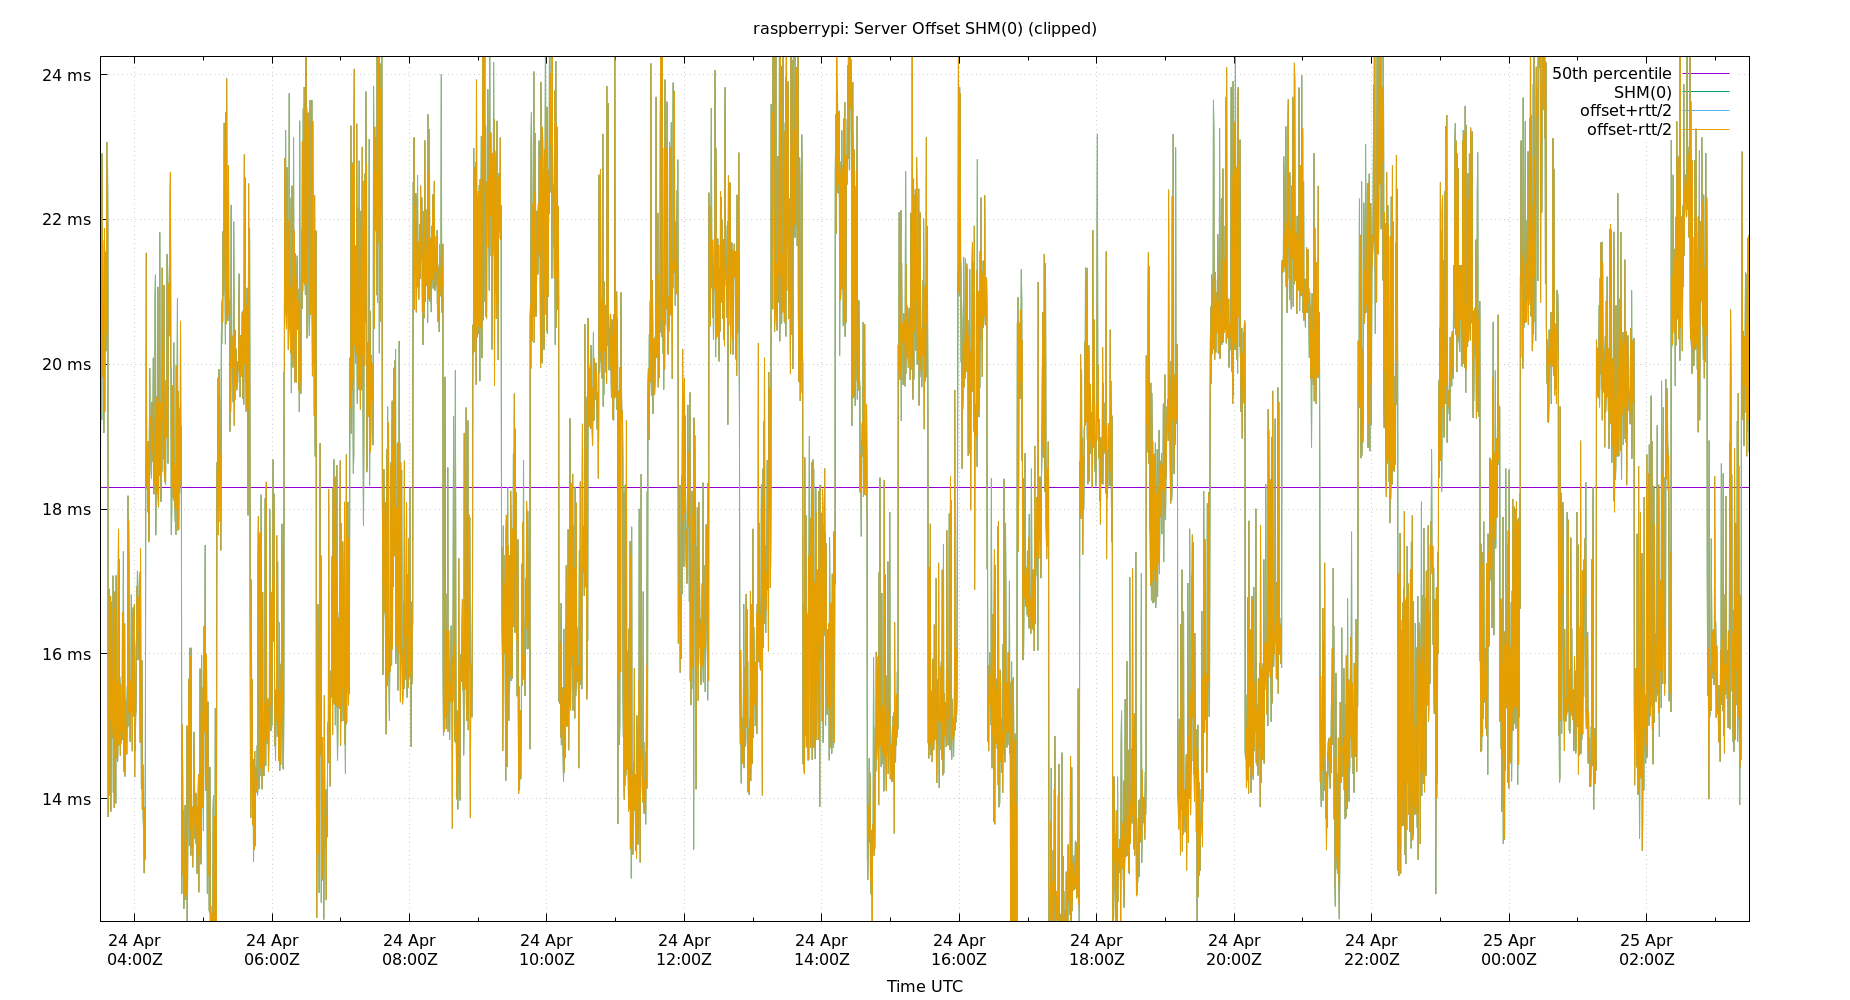 raspberrypi: Server Offset SHM(0) (clipped)
24 ms
22 ms
20 ms
18 ms
16 ms
14 ms
50th percentile
SHM(0)
offset+rtt/2
offset-rtt/2
24 Apr
04:00Z
24 Apr
06:00Z
24 Apr
08:00Z
24 Apr
10:00Z
24 Apr
12:00Z
24 Apr
14:00Z
24 Apr
16:00Z
24 Apr
18:00Z
24 Apr
20:00Z
24 Apr
22:00Z
25 Apr
00:00Z
25 Apr
02:00Z
Time UTC